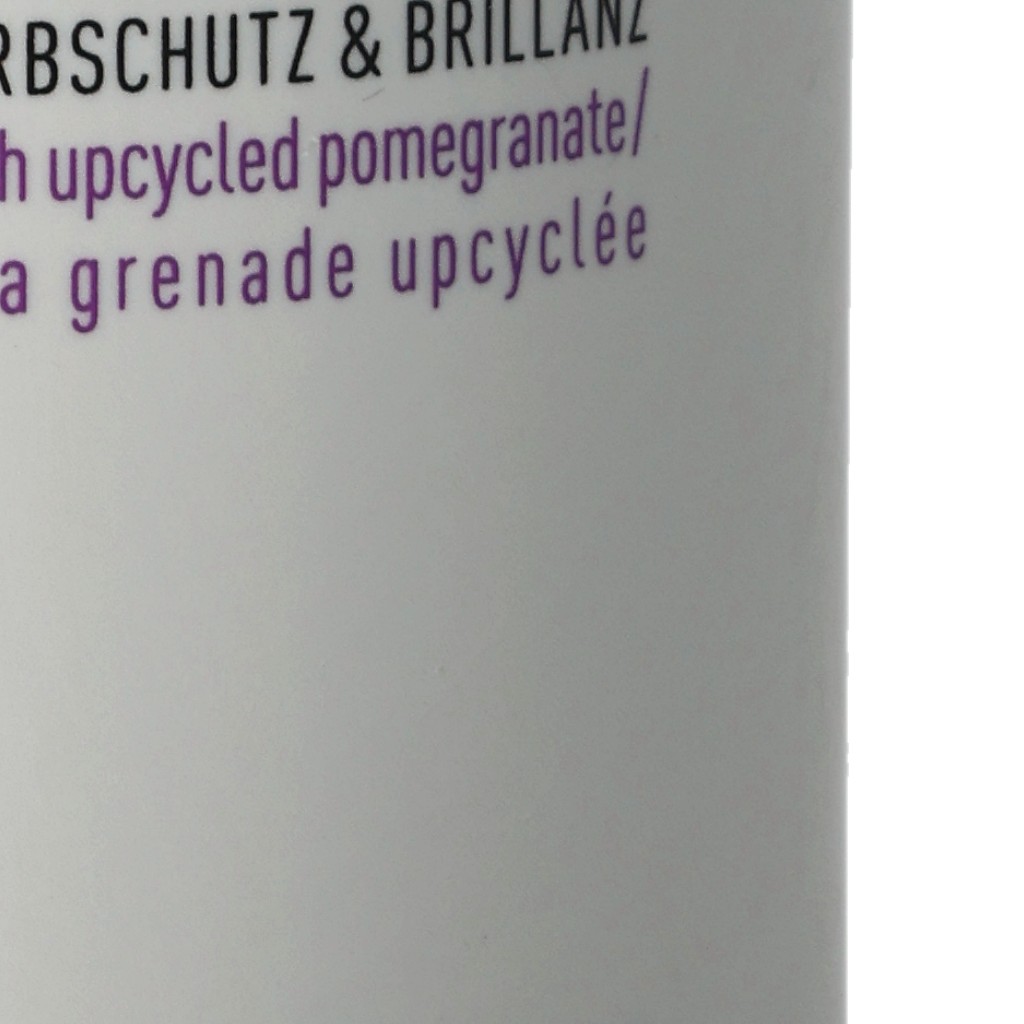 RBSCHUTZ & BRILLANZ
h upcycled pomegranate/
a grenade upcyclée